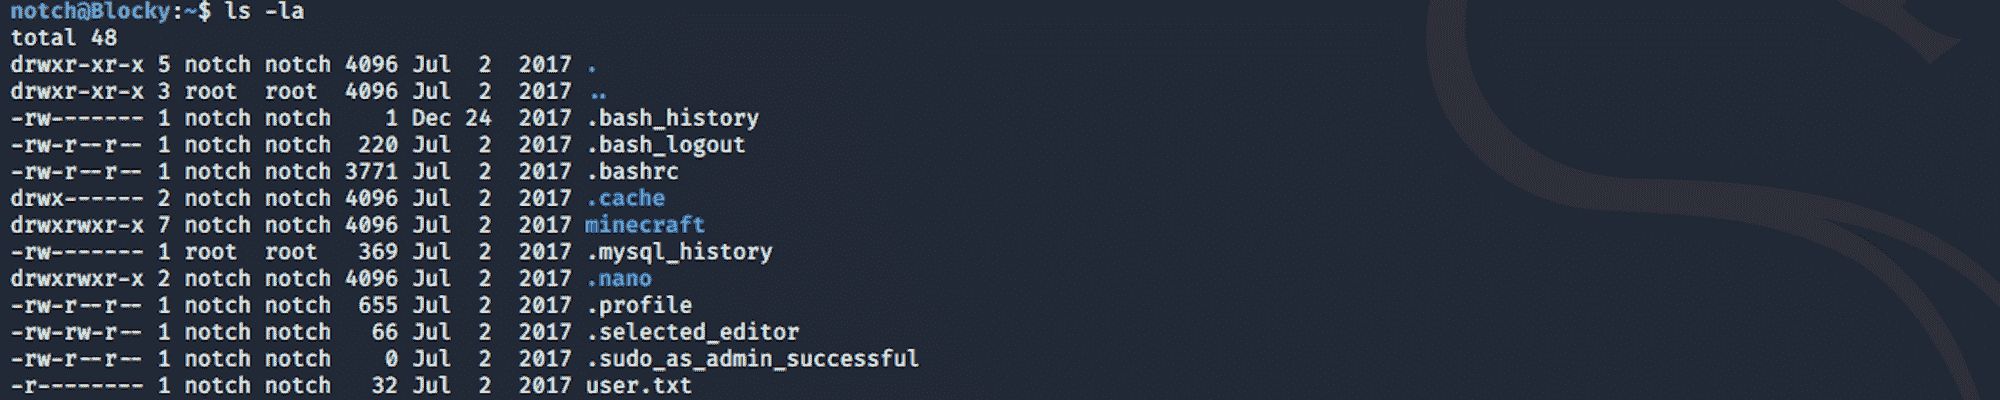 notch@Blocky:~$ ls -la
total 48
drwxr-xr-x 5 notch notch 4096 Jul  2  2017 .
drwxr-xr-x 3 root  root  4096 Jul  2  2017 ..
-rw------- 1 notch notch    1 Dec 24  2017 .bash_history
-rw-r--r-- 1 notch notch  220 Jul  2  2017 .bash_logout
-rw-r--r-- 1 notch notch 3771 Jul  2  2017 .bashrc
drwx------ 2 notch notch 4096 Jul  2  2017 .cache
drwxrwxr-x 7 notch notch 4096 Jul  2  2017 minecraft
-rw------- 1 root  root   369 Jul  2  2017 .mysql_history
drwxrwxr-x 2 notch notch 4096 Jul  2  2017 .nano
-rw-r--r-- 1 notch notch  655 Jul  2  2017 .profile
-rw-rw-r-- 1 notch notch   66 Jul  2  2017 .selected_editor
-rw-r--r-- 1 notch notch    0 Jul  2  2017 .sudo_as_admin_successful
-r-------- 1 notch notch   32 Jul  2  2017 user.txt